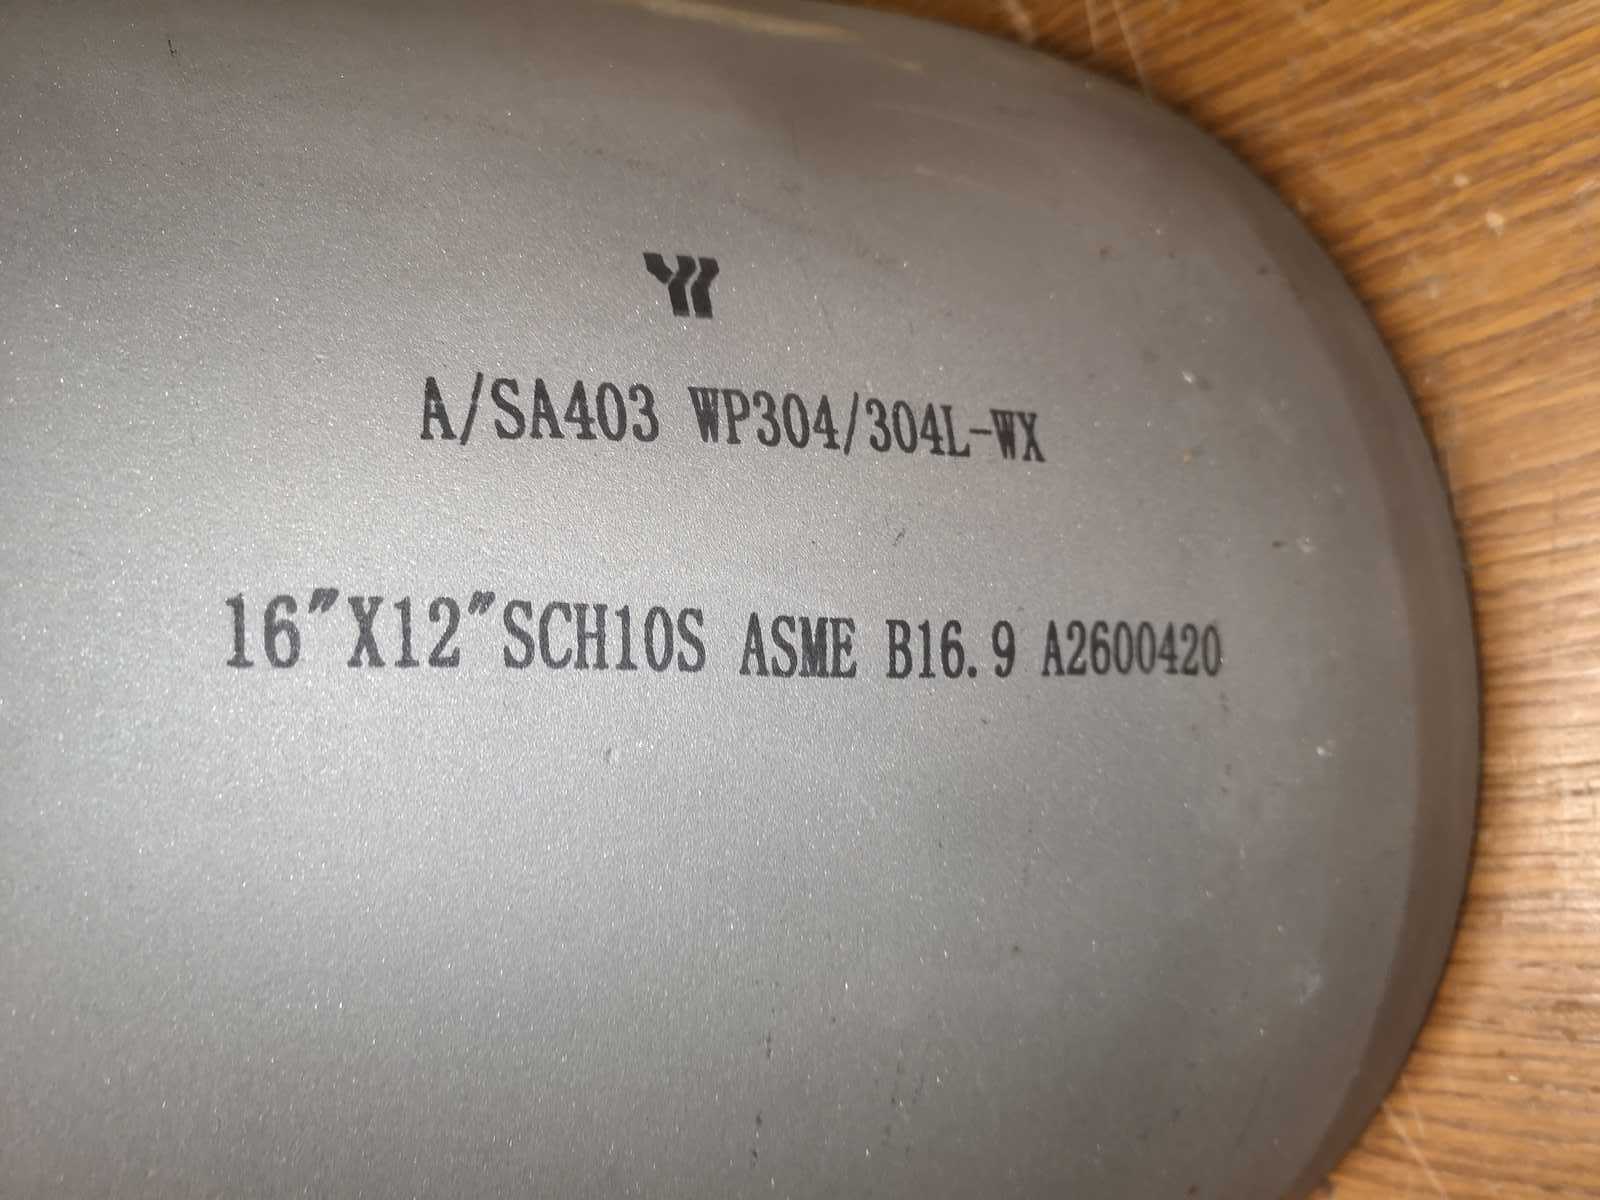 A/SA403 WP304/304L-WX
16"X12"SCH10S ASME B16.9 A2600420